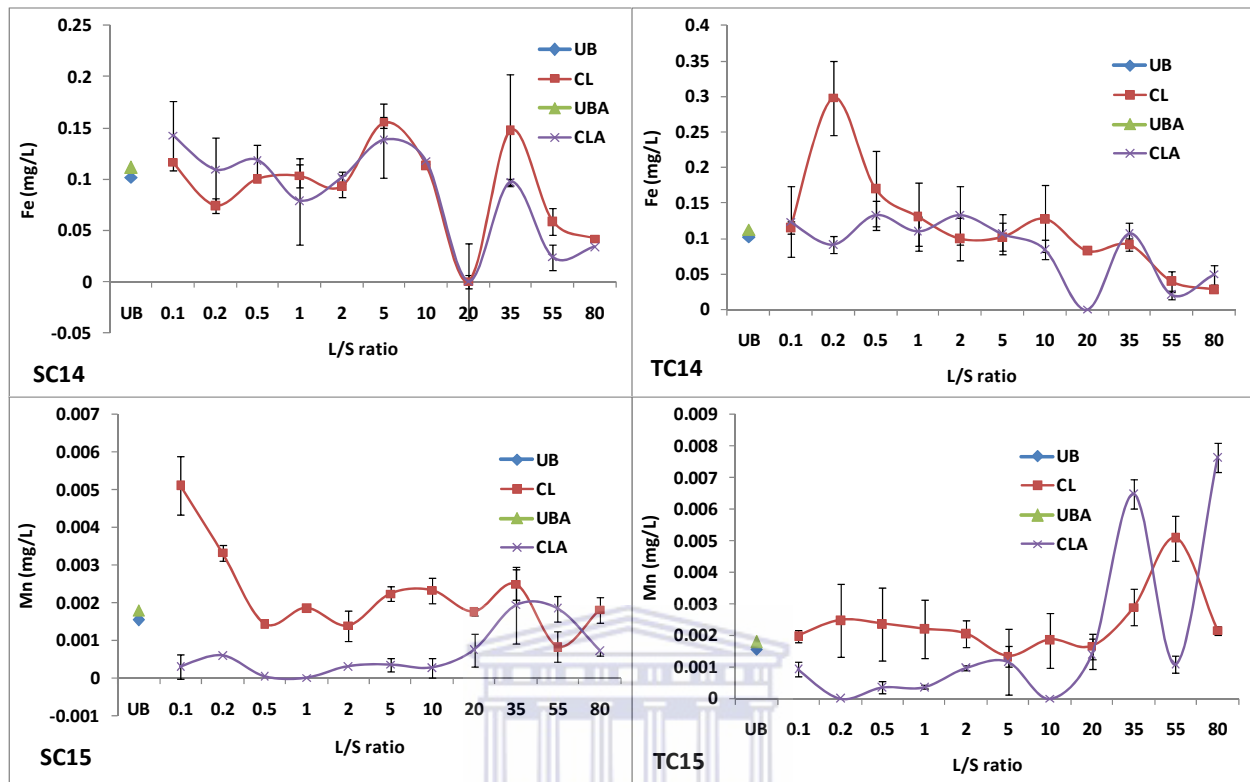 0.25
0.2
0.15
0.1
0.05
0
-0.05
Fe (mg/L)
UB
CL
UBA
CLA
UB 0.1 0.2 0.5 1 2 5 10 20 35 55 80
L/S ratio
SC14
0.4
0.35
0.3
0.25
0.2
0.15
0.1
0.05
0
Fe (mg/L)
UB
CL
UBA
CLA
UB 0.1 0.2 0.5 1 2 5 10 20 35 55 80
L/S ratio
TC14
0.007
0.006
0.005
0.004
0.003
0.002
0.001
0
-0.001
Mn (mg/L)
UB
CL
UBA
CLA
UB 0.1 0.2 0.5 1 2 5 10 20 35 55 80
L/S ratio
SC15
0.009
0.008
0.007
0.006
0.005
0.004
0.003
0.002
0.001
0
Mn (mg/L)
UB
CL
UBA
CLA
UB 0.1 0.2 0.5 1 2 5 10 20 35 55 80
L/S ratio
TC15